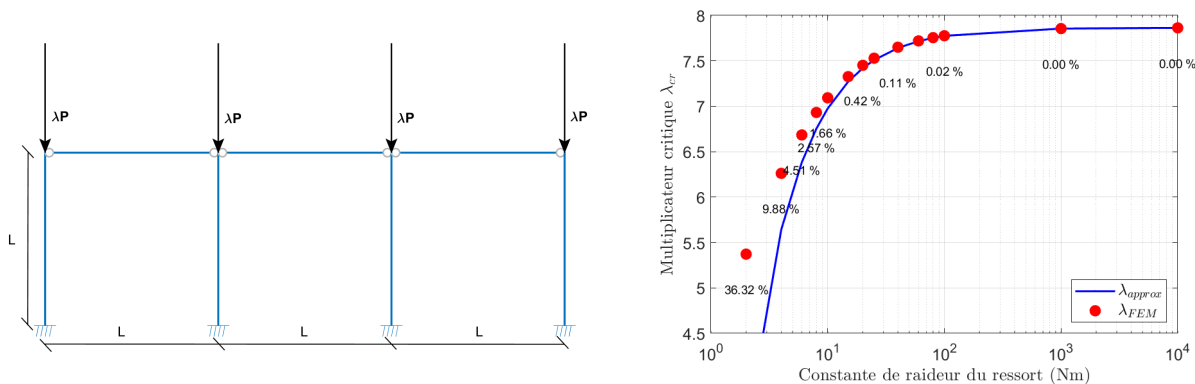 λP
λP
λP
λP
L
L
L
L
Multiplicateur critique λcr
8
7.5
7
6.5
6
5.5
5
4.5
36.32 %
9.88 %
4.51 %
2.57 %
1.66 %
0.42 %
0.11 %
0.02 %
0.00 %
0.00 %
λapprox
λFEM
10^0
10^1
10^2
10^3
10^4
Constante de raideur du ressort (Nm)